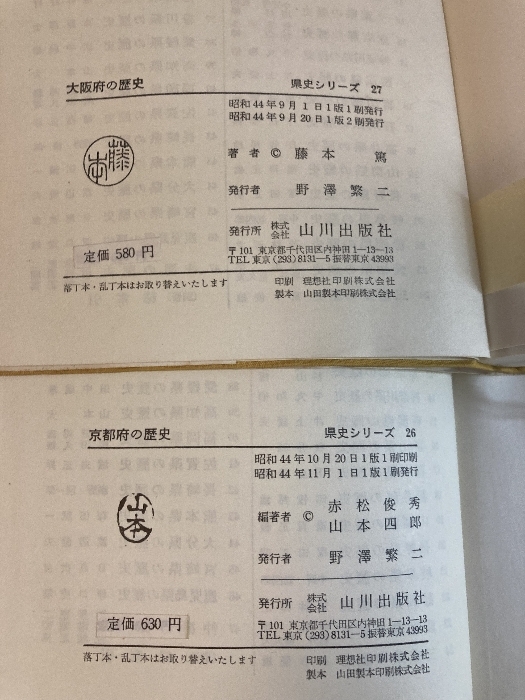 大阪府の歴史
県史シリーズ 27
昭和44年9月 1 日1版1刷発行
昭和44年9月20日1版2刷発行
藤本
著 者 © 藤 本 篤
発行者 野 澤 繁 二
発行所 株式会社 山川出版社
〒101 東京都千代田区内神田1—13—13
TEL東京(293)8131—5振替東京43993
定価 580 円
落丁本・乱丁本はお取り替えいたします
印刷 理想社印刷株式会社
製本 山田製本印刷株式会社
京都府の歴史
県史シリーズ 26
昭和44年10月20日1版1刷印刷
昭和44年11月 1 日1版1刷発行
山本
編著者 © 赤 松 俊 秀
山 本 四 郎
発行者 野 澤 繁 二
発行所 株式会社 山川出版社
〒101 東京都千代田区内神田1—13—13
TEL東京(293)8131—5振替東京43993
定価 630 円
落丁本・乱丁本はお取り替えいたします
印刷 理想社印刷株式会社
製本 山田製本印刷株式会社